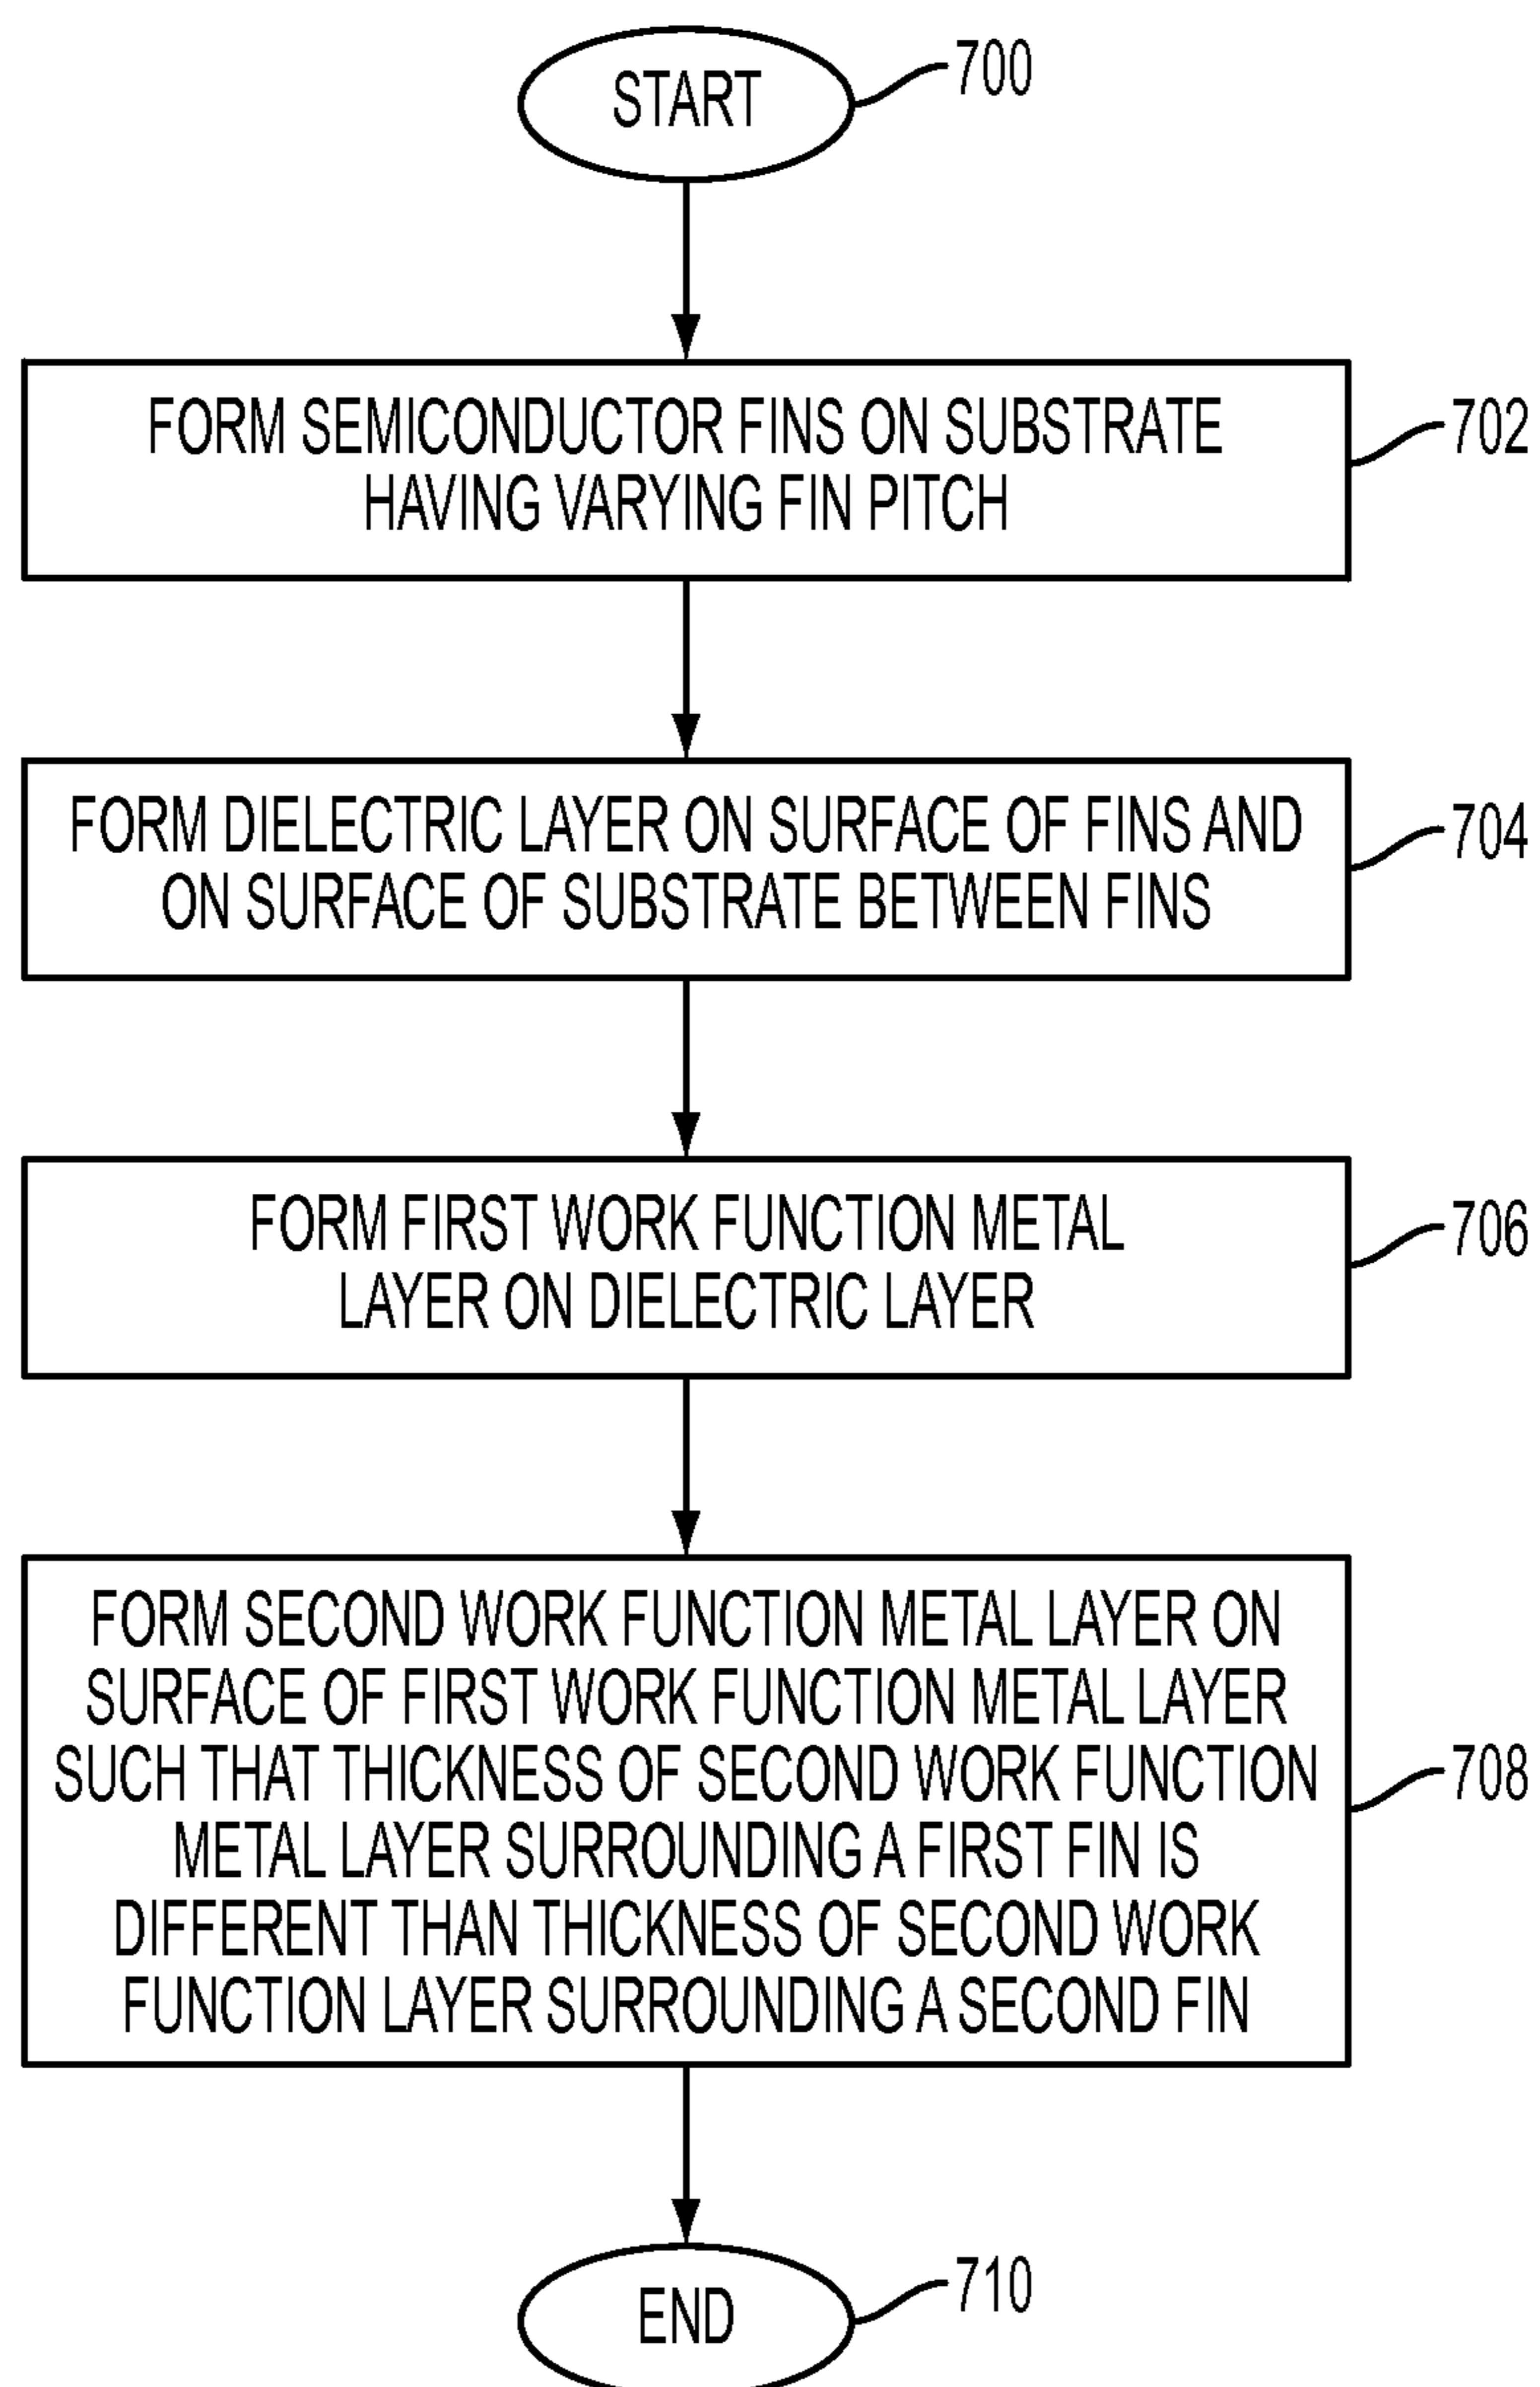 START
700
FORM SEMICONDUCTOR FINS ON SUBSTRATE
HAVING VARYING FIN PITCH
702
FORM DIELECTRIC LAYER ON SURFACE OF FINS AND
ON SURFACE OF SUBSTRATE BETWEEN FINS
704
FORM FIRST WORK FUNCTION METAL
LAYER ON DIELECTRIC LAYER
706
FORM SECOND WORK FUNCTION METAL LAYER ON
SURFACE OF FIRST WORK FUNCTION METAL LAYER
SUCH THAT THICKNESS OF SECOND WORK FUNCTION
METAL LAYER SURROUNDING A FIRST FIN IS
DIFFERENT THAN THICKNESS OF SECOND WORK
FUNCTION LAYER SURROUNDING A SECOND FIN
708
END
710